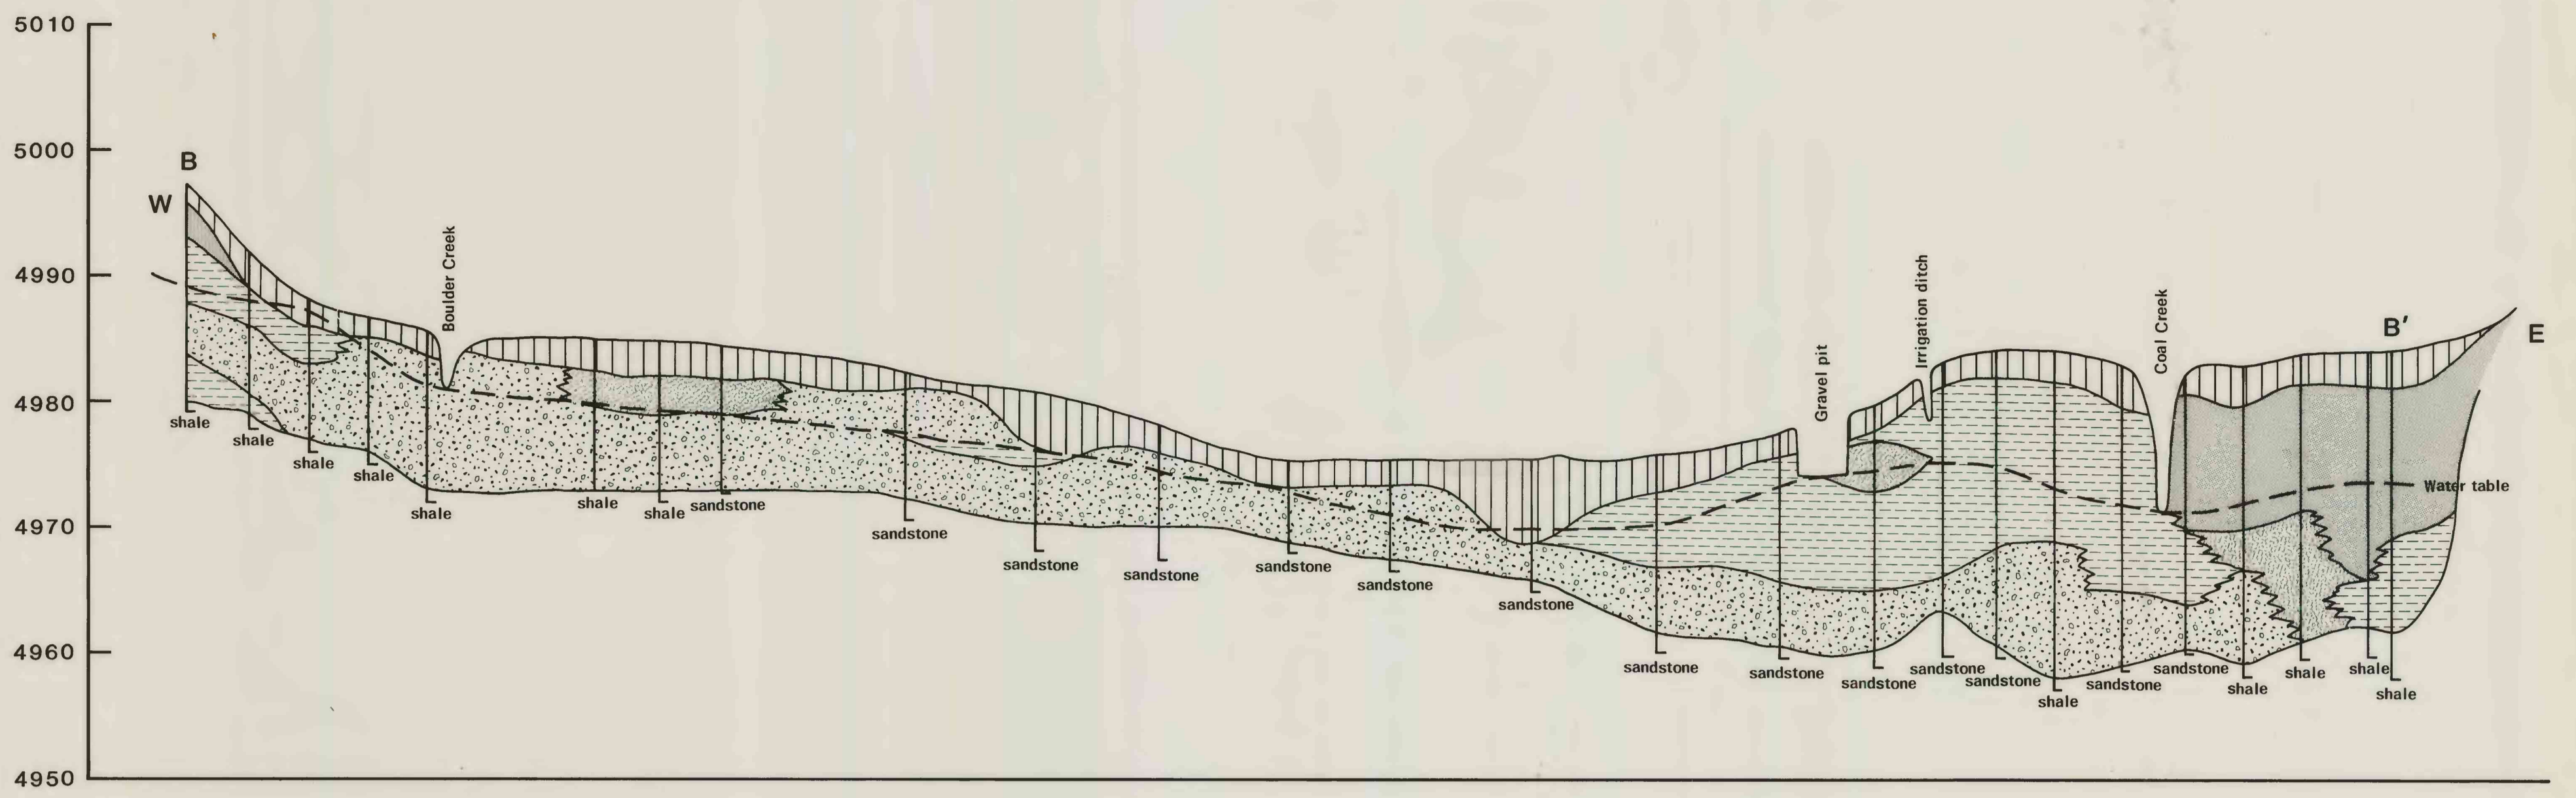 5010
5000
4990
4980
4970
4960
4950
B
W
Boulder Creek
Gravel pit
Irrigation ditch
Coal Creek
B'
E
Water table
shale
shale
shale
shale
shale
shale
shale
sandstone
sandstone
sandstone
sandstone
sandstone
sandstone
sandstone
sandstone
sandstone
sandstone
sandstone
sandstone
shale
sandstone
sandstone
shale
shale
shale
shale